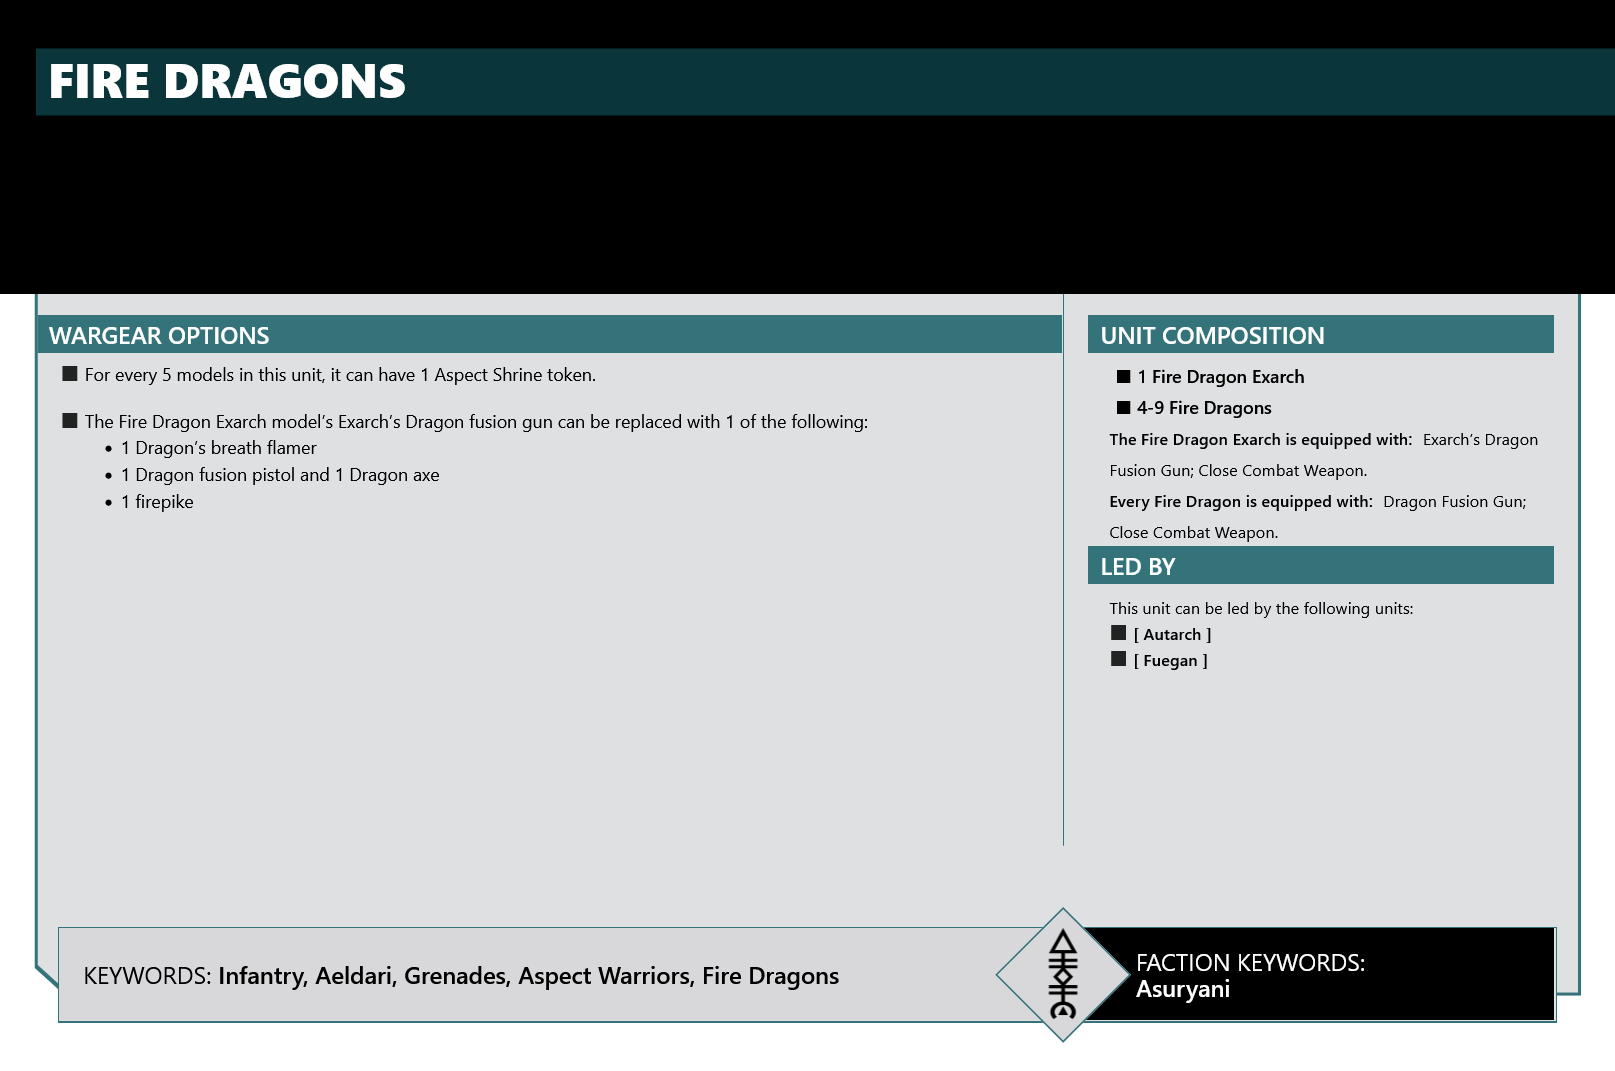 FIRE DRAGONS
WARGEAR OPTIONS
For every 5 models in this unit, it can have 1 Aspect Shrine token.
The Fire Dragon Exarch model’s Exarch’s Dragon fusion gun can be replaced with 1 of the following:
• 1 Dragon’s breath flamer
• 1 Dragon fusion pistol and 1 Dragon axe
• 1 firepike
UNIT COMPOSITION
■ 1 Fire Dragon Exarch
■ 4-9 Fire Dragons
The Fire Dragon Exarch is equipped with: Exarch’s Dragon
Fusion Gun; Close Combat Weapon.
Every Fire Dragon is equipped with: Dragon Fusion Gun;
Close Combat Weapon.
LED BY
This unit can be led by the following units:
[ Autarch ]
[ Fuegan ]
KEYWORDS: Infantry, Aeldari, Grenades, Aspect Warriors, Fire Dragons
FACTION KEYWORDS:
Asuryani